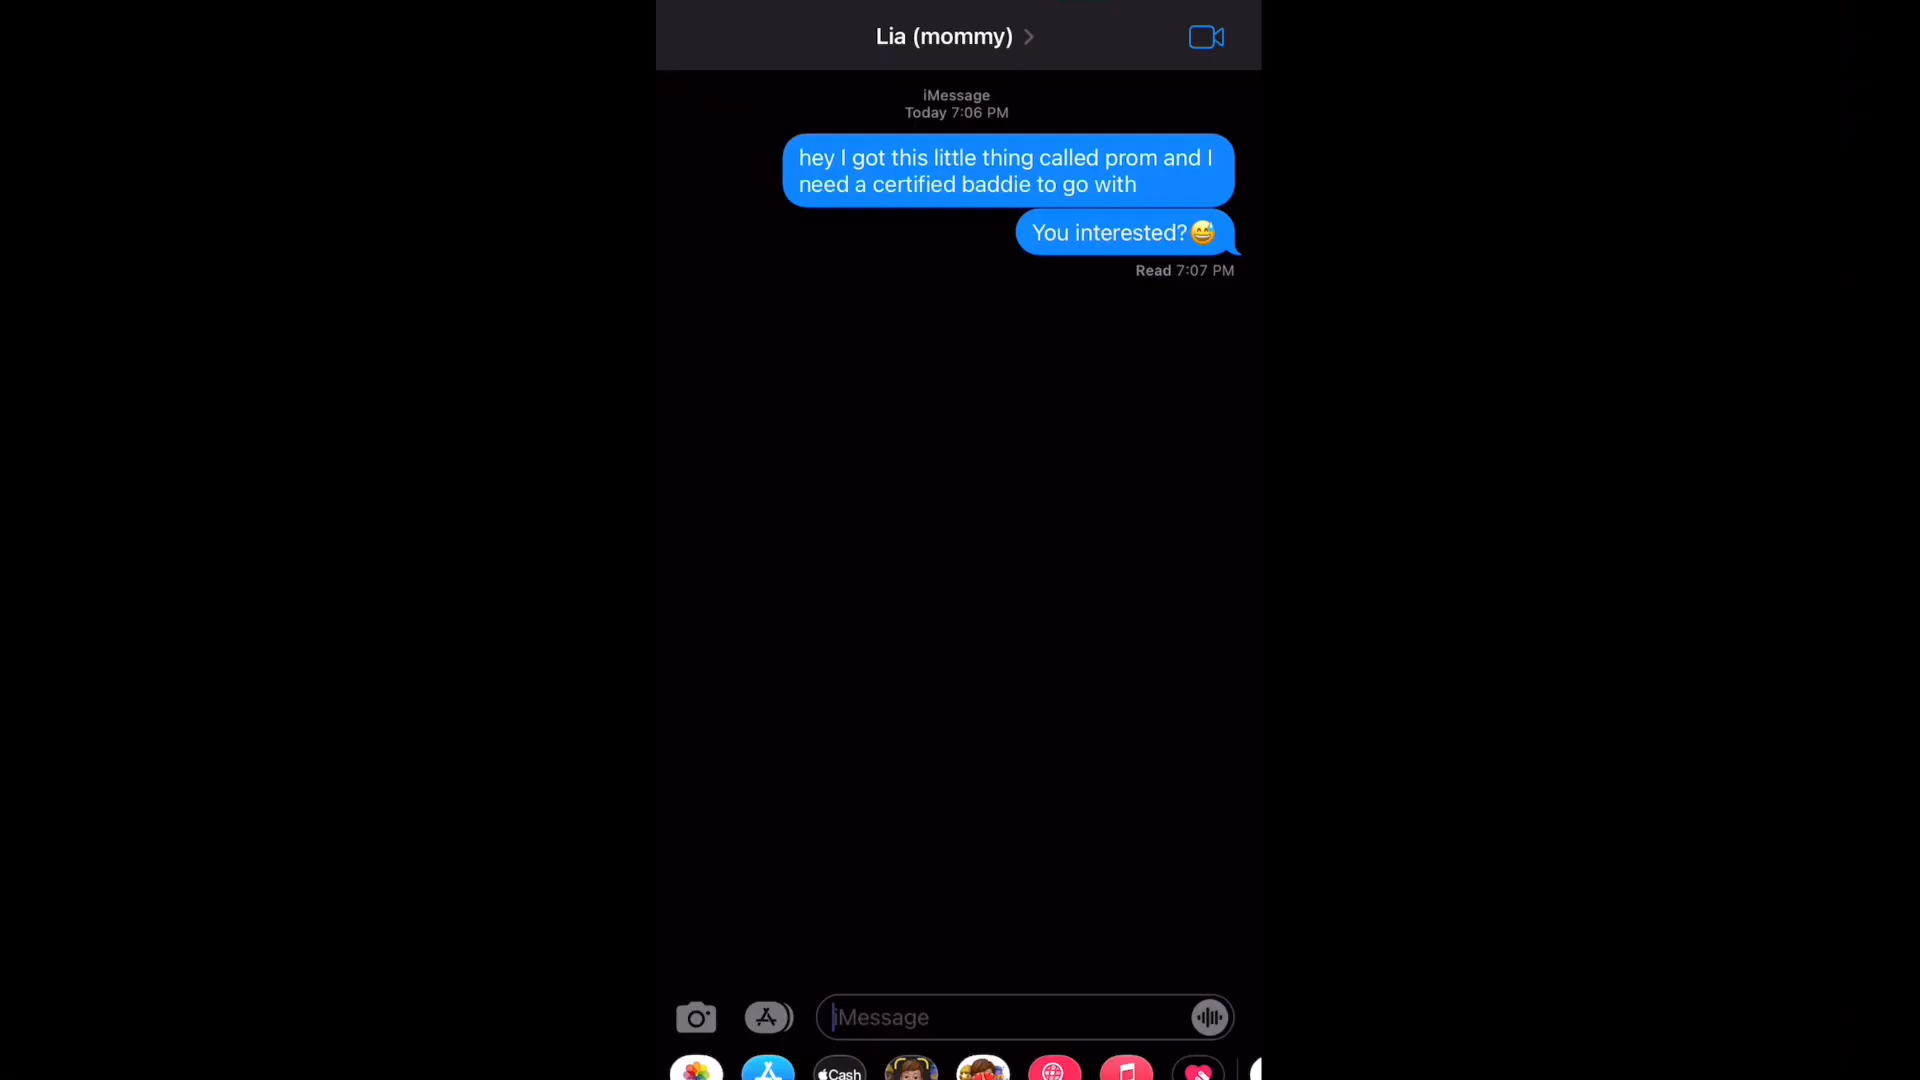 Lia (mommy)
iMessage
Today 7:06 PM
hey I got this little thing called prom and I
need a certified baddie to go with
You interested?😅
Read 7:07 PM
iMessage
Cash